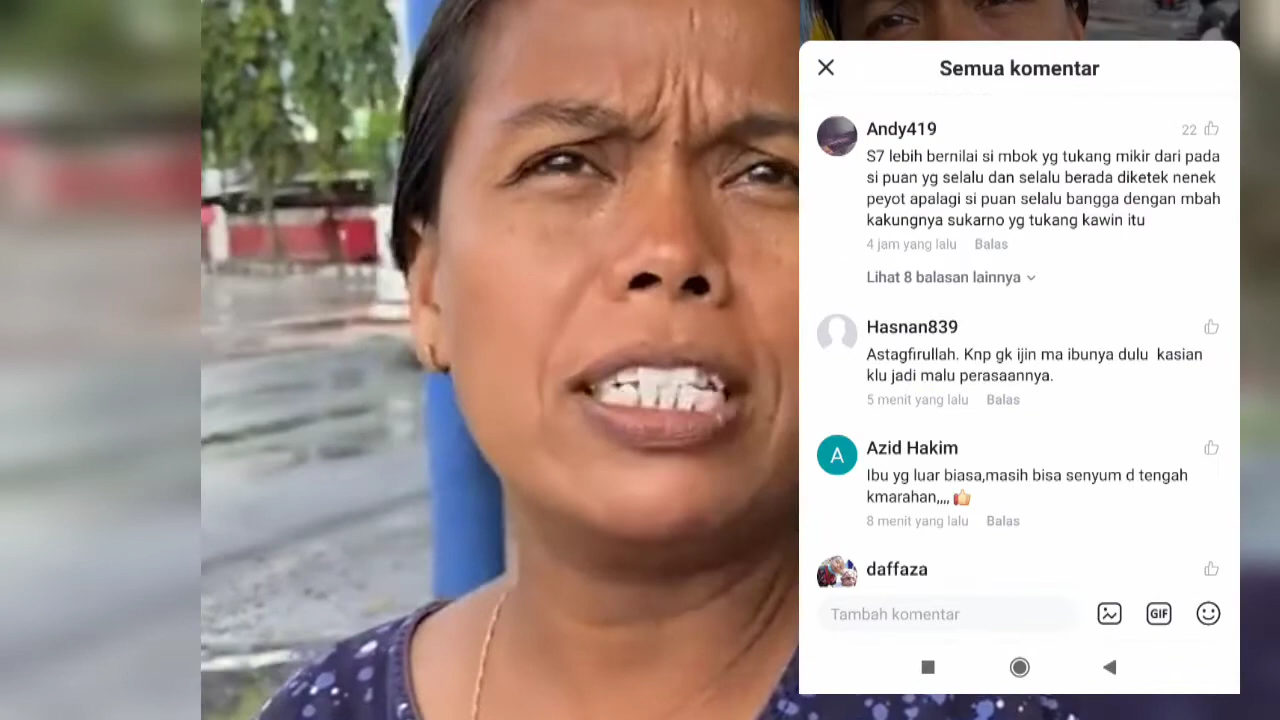 Semua komentar
Andy419
22
S7 lebih bernilai si mbok yg tukang mikir dari pada
si puan yg selalu dan selalu berada diketek nenek
peyot apalagi si puan selalu bangga dengan mbah
kakungnya sukarno yg tukang kawin itu
4 jam yang lalu Balas
Lihat 8 balasan lainnya
Hasnan839
Astagfirullah. Knp gk ijin ma ibunya dulu kasian
klu jadi malu perasaannya.
5 menit yang lalu Balas
A
Azid Hakim
Ibu yg luar biasa,masih bisa senyum d tengah
kmarahan,,,, 👍
8 menit yang lalu Balas
daffaza
Tambah komentar
GIF